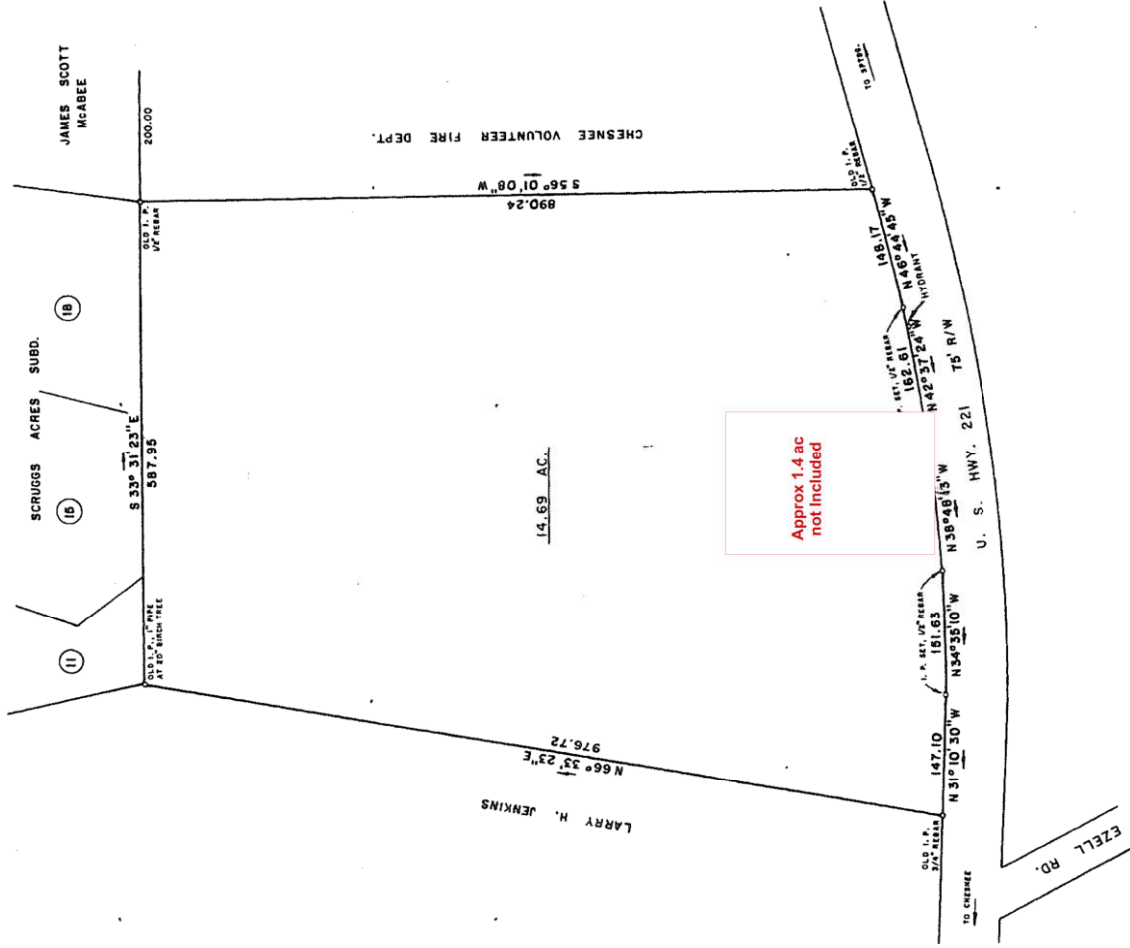 JAMES SCOTT
McABEE
200.00
SCRUGGS ACRES SUBD.
18
15
11
OLD I. P.
1/2" REBAR
S 33° 31' 23" E
587.95
OLD I. P., 1" PIPE
AT 20" BIRCH TREE
CHESNEE VOLUNTEER FIRE DEPT.
S 56° 01' 08" W
890.24
OLD I. P.
1/2" REBAR
TO SPTBG.
148.17
N 46° 44' 45" W
HYDRANT
P. SET, 1/2" REBAR
162.61
N 42° 37' 24" W
14.69 AC.
Approx 1.4 ac
not Included
N 38° 48' 13" W
U. S. HWY. 221 75' R/W
I. P. SET, 1/2" REBAR
151.63
N 34° 35' 10" W
147.10
N 31° 10' 30" W
976.72
N 66° 33' 23" E
LARRY H. JENKINS
OLD I. P.
3/4" REBAR
TO CHESNEE
EZELL RD.